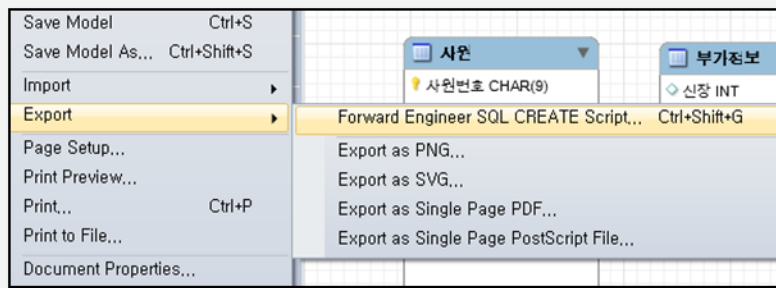 Save Model Ctrl+S
Save Model As... Ctrl+Shift+S
Import
Export
Page Setup...
Print Preview...
Print... Ctrl+P
Print to File...
Document Properties...
사원
사원번호 CHAR(9)
부가정보
신장 INT
Forward Engineer SQL CREATE Script... Ctrl+Shift+G
Export as PNG...
Export as SVG...
Export as Single Page PDF...
Export as Single Page PostScript File...